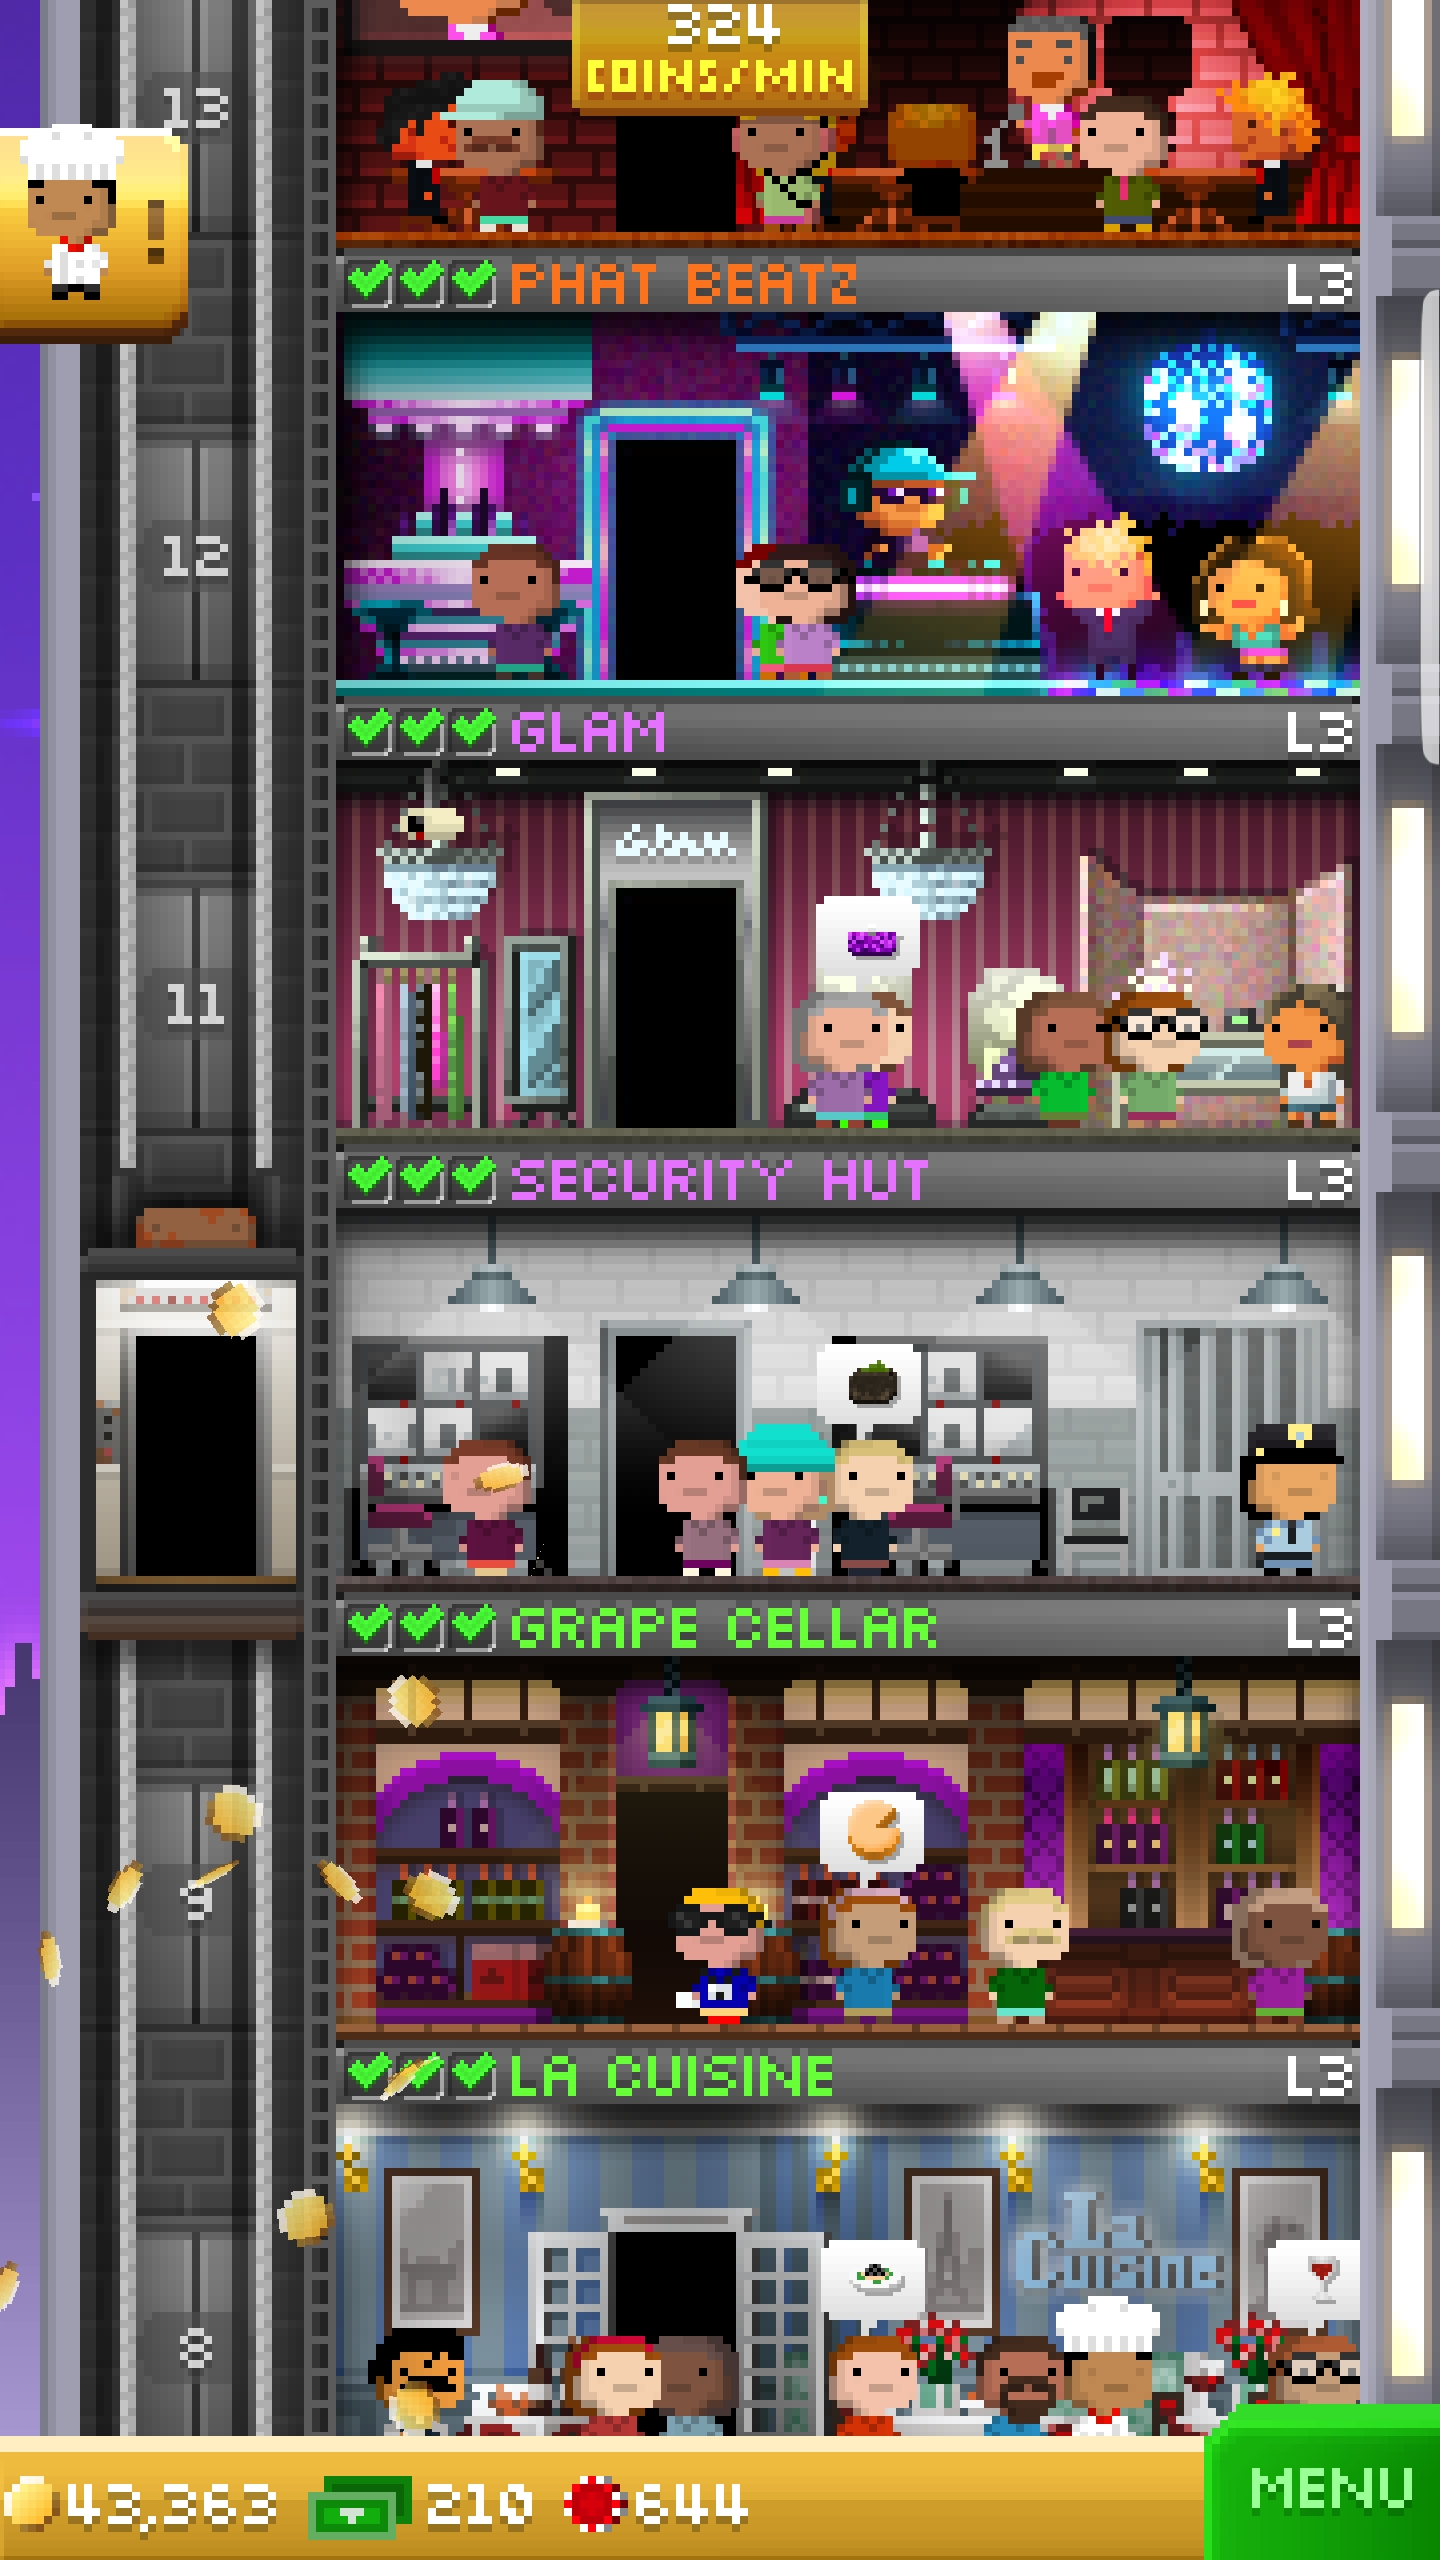 324
COINS/MIN
13
PHAT BEATZ L3
12
GLAM L3
Glam
11
SECURITY HUT L3
GRAPE CELLAR L3
9
LA CUISINE L3
La
Cuisine
8
43,363 210 644
MENU